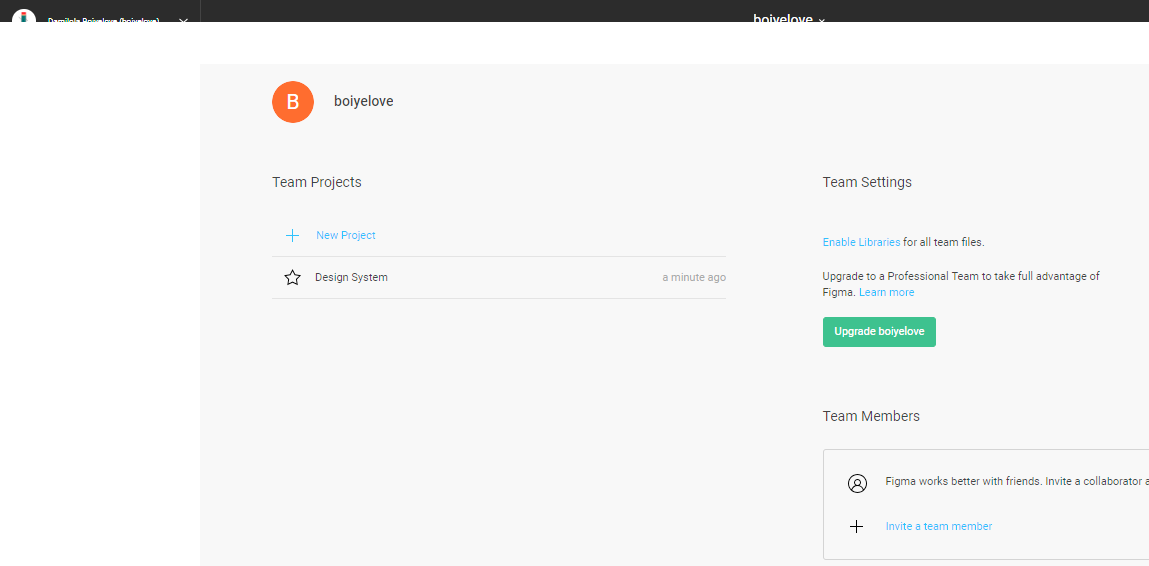 Damilola Boiyelove (boiyelove)
boiyelove
B
boiyelove
Team Projects
New Project
Design System
a minute ago
Team Settings
Enable Libraries for all team files.
Upgrade to a Professional Team to take full advantage of
Figma. Learn more
Upgrade boiyelove
Team Members
Figma works better with friends. Invite a collaborator a
Invite a team member